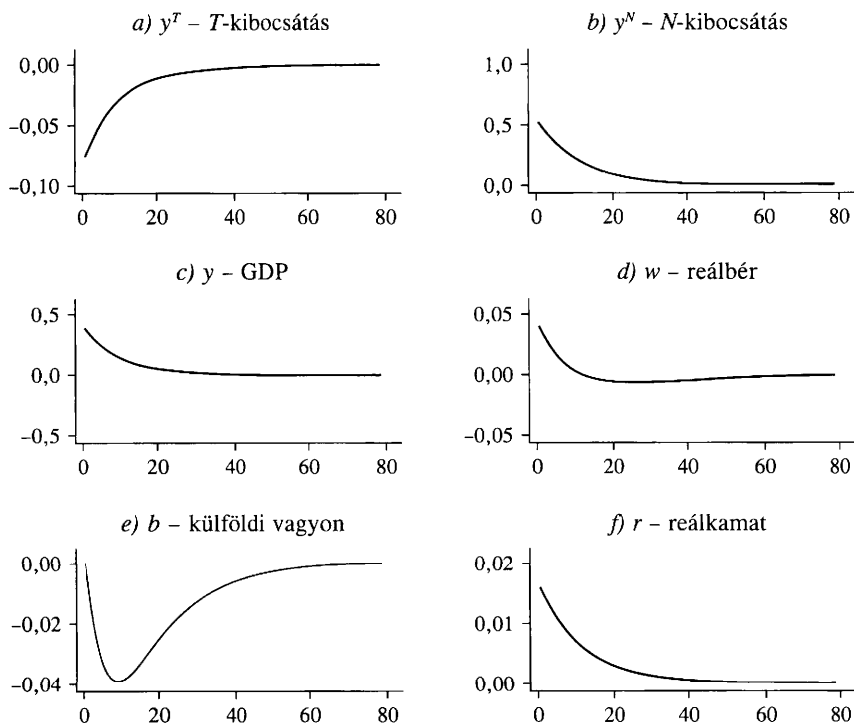 a) y^T – T-kibocsátás
0,00
–0,05
–0,10
0 20 40 60 80
b) y^N – N-kibocsátás
1,0
0,5
0,0
0 20 40 60 80
c) y – GDP
0,5
0,0
–0,5
0 20 40 60 80
d) w – reálbér
0,05
0,00
–0,05
0 20 40 60 80
e) b – külföldi vagyon
0,00
–0,02
–0,04
0 20 40 60 80
f) r – reálkamat
0,02
0,01
0,00
0 20 40 60 80